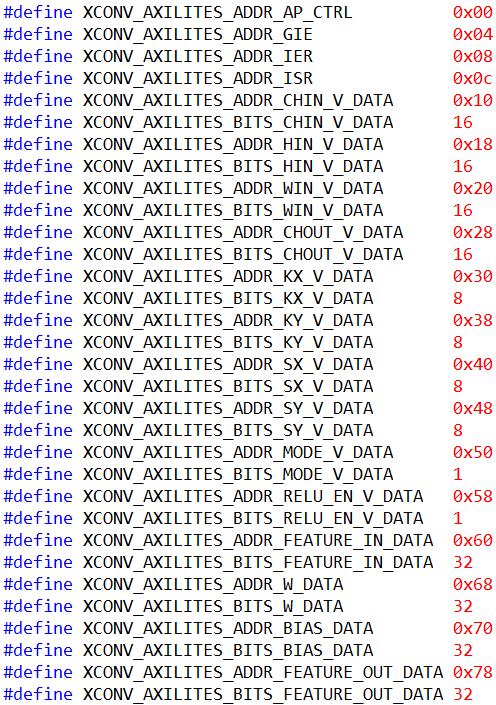 #define XCONV_AXILITES_ADDR_AP_CTRL 0x00
#define XCONV_AXILITES_ADDR_GIE 0x04
#define XCONV_AXILITES_ADDR_IER 0x08
#define XCONV_AXILITES_ADDR_ISR 0x0c
#define XCONV_AXILITES_ADDR_CHIN_V_DATA 0x10
#define XCONV_AXILITES_BITS_CHIN_V_DATA 16
#define XCONV_AXILITES_ADDR_HIN_V_DATA 0x18
#define XCONV_AXILITES_BITS_HIN_V_DATA 16
#define XCONV_AXILITES_ADDR_WIN_V_DATA 0x20
#define XCONV_AXILITES_BITS_WIN_V_DATA 16
#define XCONV_AXILITES_ADDR_CHOUT_V_DATA 0x28
#define XCONV_AXILITES_BITS_CHOUT_V_DATA 16
#define XCONV_AXILITES_ADDR_KX_V_DATA 0x30
#define XCONV_AXILITES_BITS_KX_V_DATA 8
#define XCONV_AXILITES_ADDR_KY_V_DATA 0x38
#define XCONV_AXILITES_BITS_KY_V_DATA 8
#define XCONV_AXILITES_ADDR_SX_V_DATA 0x40
#define XCONV_AXILITES_BITS_SX_V_DATA 8
#define XCONV_AXILITES_ADDR_SY_V_DATA 0x48
#define XCONV_AXILITES_BITS_SY_V_DATA 8
#define XCONV_AXILITES_ADDR_MODE_V_DATA 0x50
#define XCONV_AXILITES_BITS_MODE_V_DATA 1
#define XCONV_AXILITES_ADDR_RELU_EN_V_DATA 0x58
#define XCONV_AXILITES_BITS_RELU_EN_V_DATA 1
#define XCONV_AXILITES_ADDR_FEATURE_IN_DATA 0x60
#define XCONV_AXILITES_BITS_FEATURE_IN_DATA 32
#define XCONV_AXILITES_ADDR_W_DATA 0x68
#define XCONV_AXILITES_BITS_W_DATA 32
#define XCONV_AXILITES_ADDR_BIAS_DATA 0x70
#define XCONV_AXILITES_BITS_BIAS_DATA 32
#define XCONV_AXILITES_ADDR_FEATURE_OUT_DATA 0x78
#define XCONV_AXILITES_BITS_FEATURE_OUT_DATA 32